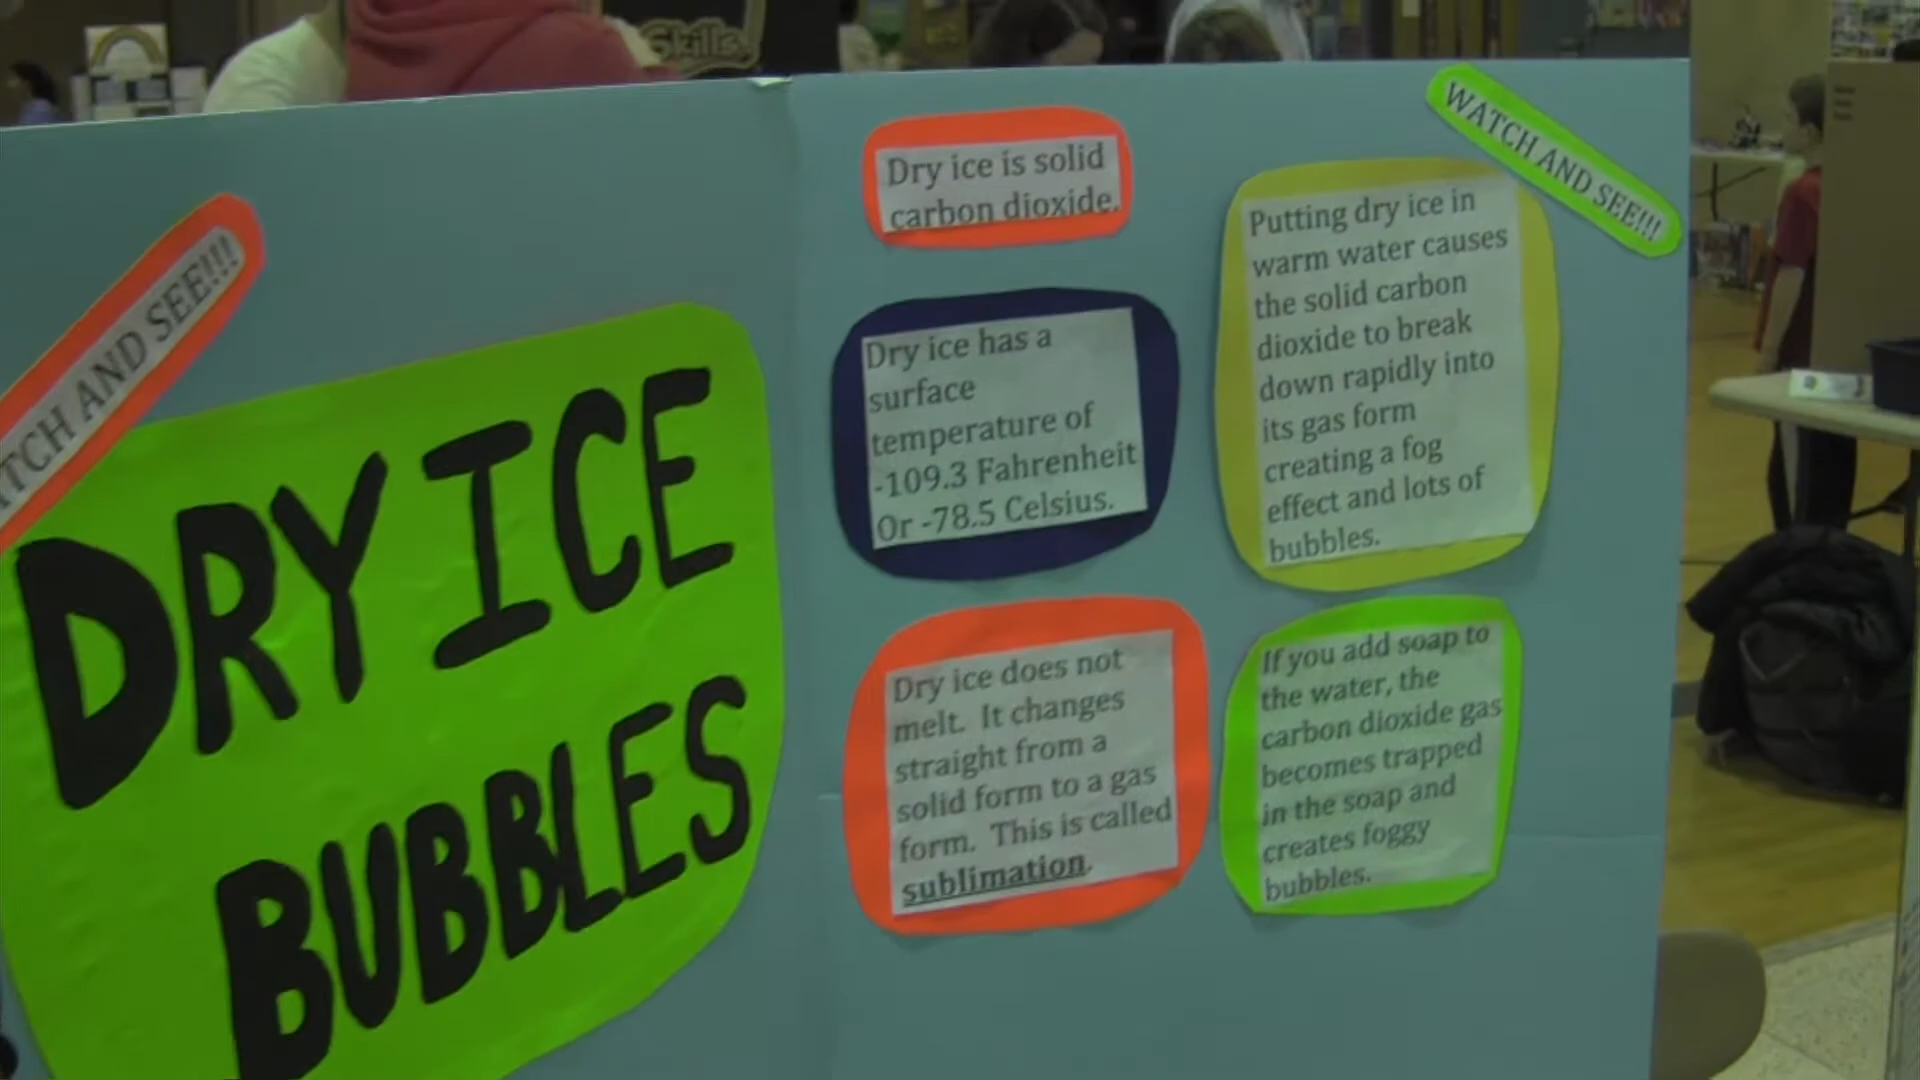 Skills
WATCH AND SEE!!!
DRY ICE
BUBBLES
Dry ice is solid
carbon dioxide.
Dry ice has a
surface
temperature of
-109.3 Fahrenheit
Or -78.5 Celsius.
Dry ice does not
melt. It changes
straight from a
solid form to a gas
form. This is called
sublimation.
WATCH AND SEE!!!
Putting dry ice in
warm water causes
the solid carbon
dioxide to break
down rapidly into
its gas form
creating a fog
effect and lots of
bubbles.
If you add soap to
the water, the
carbon dioxide gas
becomes trapped
in the soap and
creates foggy
bubbles.